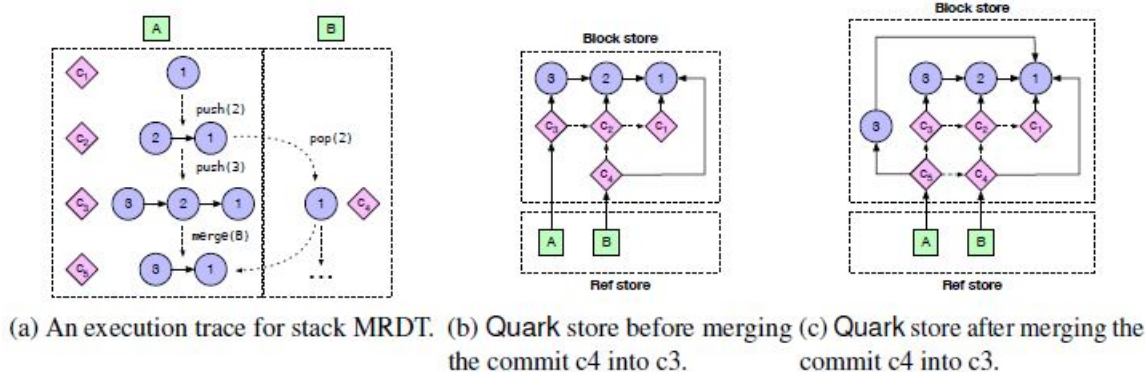 A B
C1 1
push(2)
C2 2 1
pop(2)
push(3)
C3 3 2 1 1 C4
merge(B)
C5 3 1 ...
Block store
3 2 1
C3 C2 C1
C4
A B
Ref store
Block store
3 2 1
3 C3 C2 C1
C5 C4
A B
Ref store
(a) An execution trace for stack MRDT.
(b) Quark store before merging
the commit c4 into c3.
(c) Quark store after merging the
commit c4 into c3.